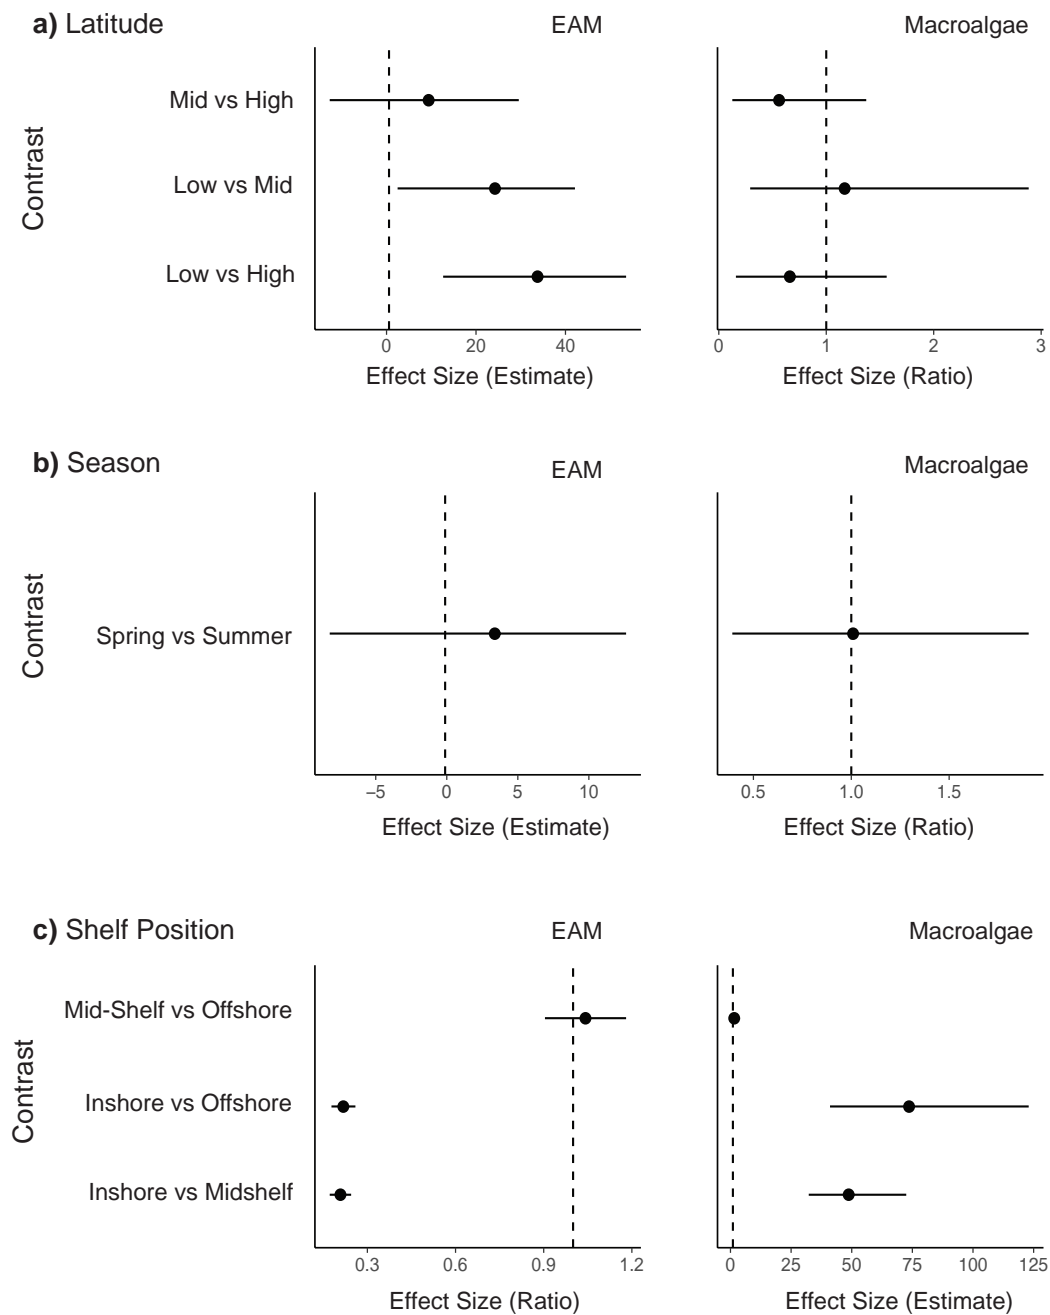 a) Latitude
EAM
Macroalgae
Contrast
Mid vs High
Low vs Mid
Low vs High
0 20 40
0 1 2 3
Effect Size (Estimate)
Effect Size (Ratio)
b) Season
EAM
Macroalgae
Contrast
Spring vs Summer
−5 0 5 10
0.5 1.0 1.5
Effect Size (Estimate)
Effect Size (Ratio)
c) Shelf Position
EAM
Macroalgae
Contrast
Mid-Shelf vs Offshore
Inshore vs Offshore
Inshore vs Midshelf
0.3 0.6 0.9 1.2
0 25 50 75 100 125
Effect Size (Ratio)
Effect Size (Estimate)